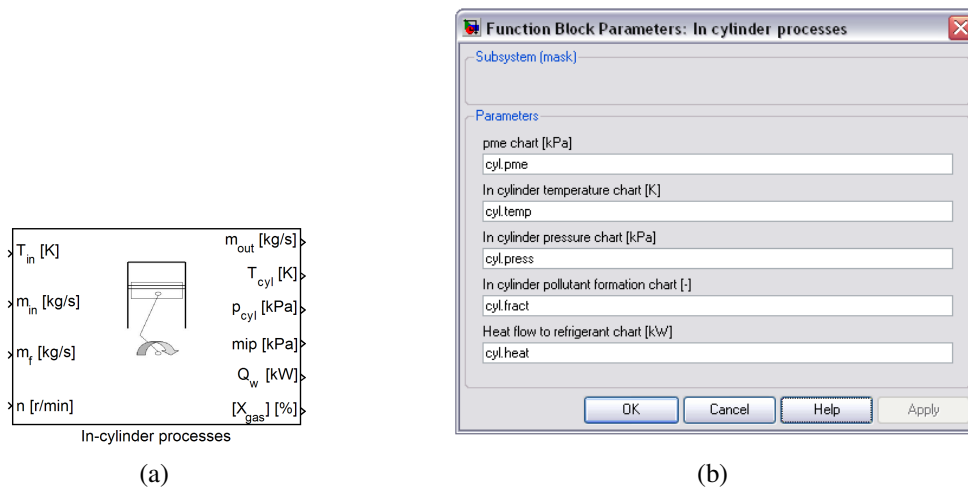 T_in [K]
m_in [kg/s]
m_f [kg/s]
n [r/min]
m_out [kg/s]
T_cyl [K]
p_cyl [kPa]
mip [kPa]
Q_w [kW]
[X_gas] [%]
In-cylinder processes
(a)
Function Block Parameters: In cylinder processes
Subsystem (mask)
Parameters
pme chart [kPa]
cyl.pme
In cylinder temperature chart [K]
cyl.temp
In cylinder pressure chart [kPa]
cyl.press
In cylinder pollutant formation chart [-]
cyl.fract
Heat flow to refrigerant chart [kW]
cyl.heat
OK Cancel Help Apply
(b)